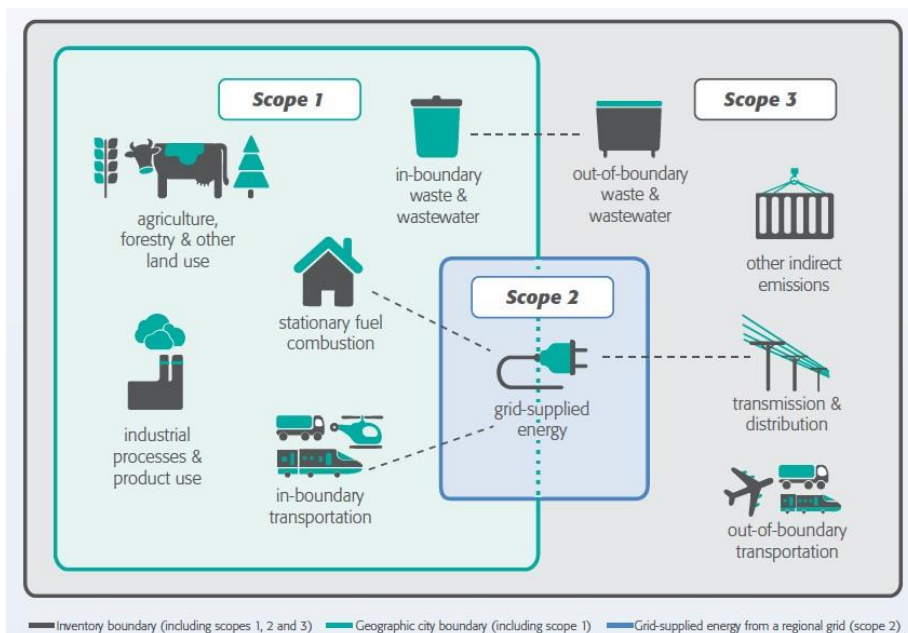 Scope 1
Scope 3
in-boundary
waste &
wastewater
out-of-boundary
waste &
wastewater
agriculture,
forestry & other
land use
other indirect
emissions
Scope 2
stationary fuel
combustion
grid-supplied
energy
transmission &
distribution
industrial
processes &
product use
in-boundary
transportation
out-of-boundary
transportation
Inventory boundary (including scopes 1, 2 and 3) Geographic city boundary (including scope 1) Grid-supplied energy from a regional grid (scope 2)